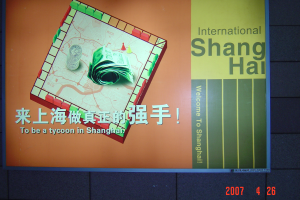 International
Shang
Hai
Welcome To Shanghai!
来上海做真正的强手!
To be a tycoon in Shanghai
2007 4 26